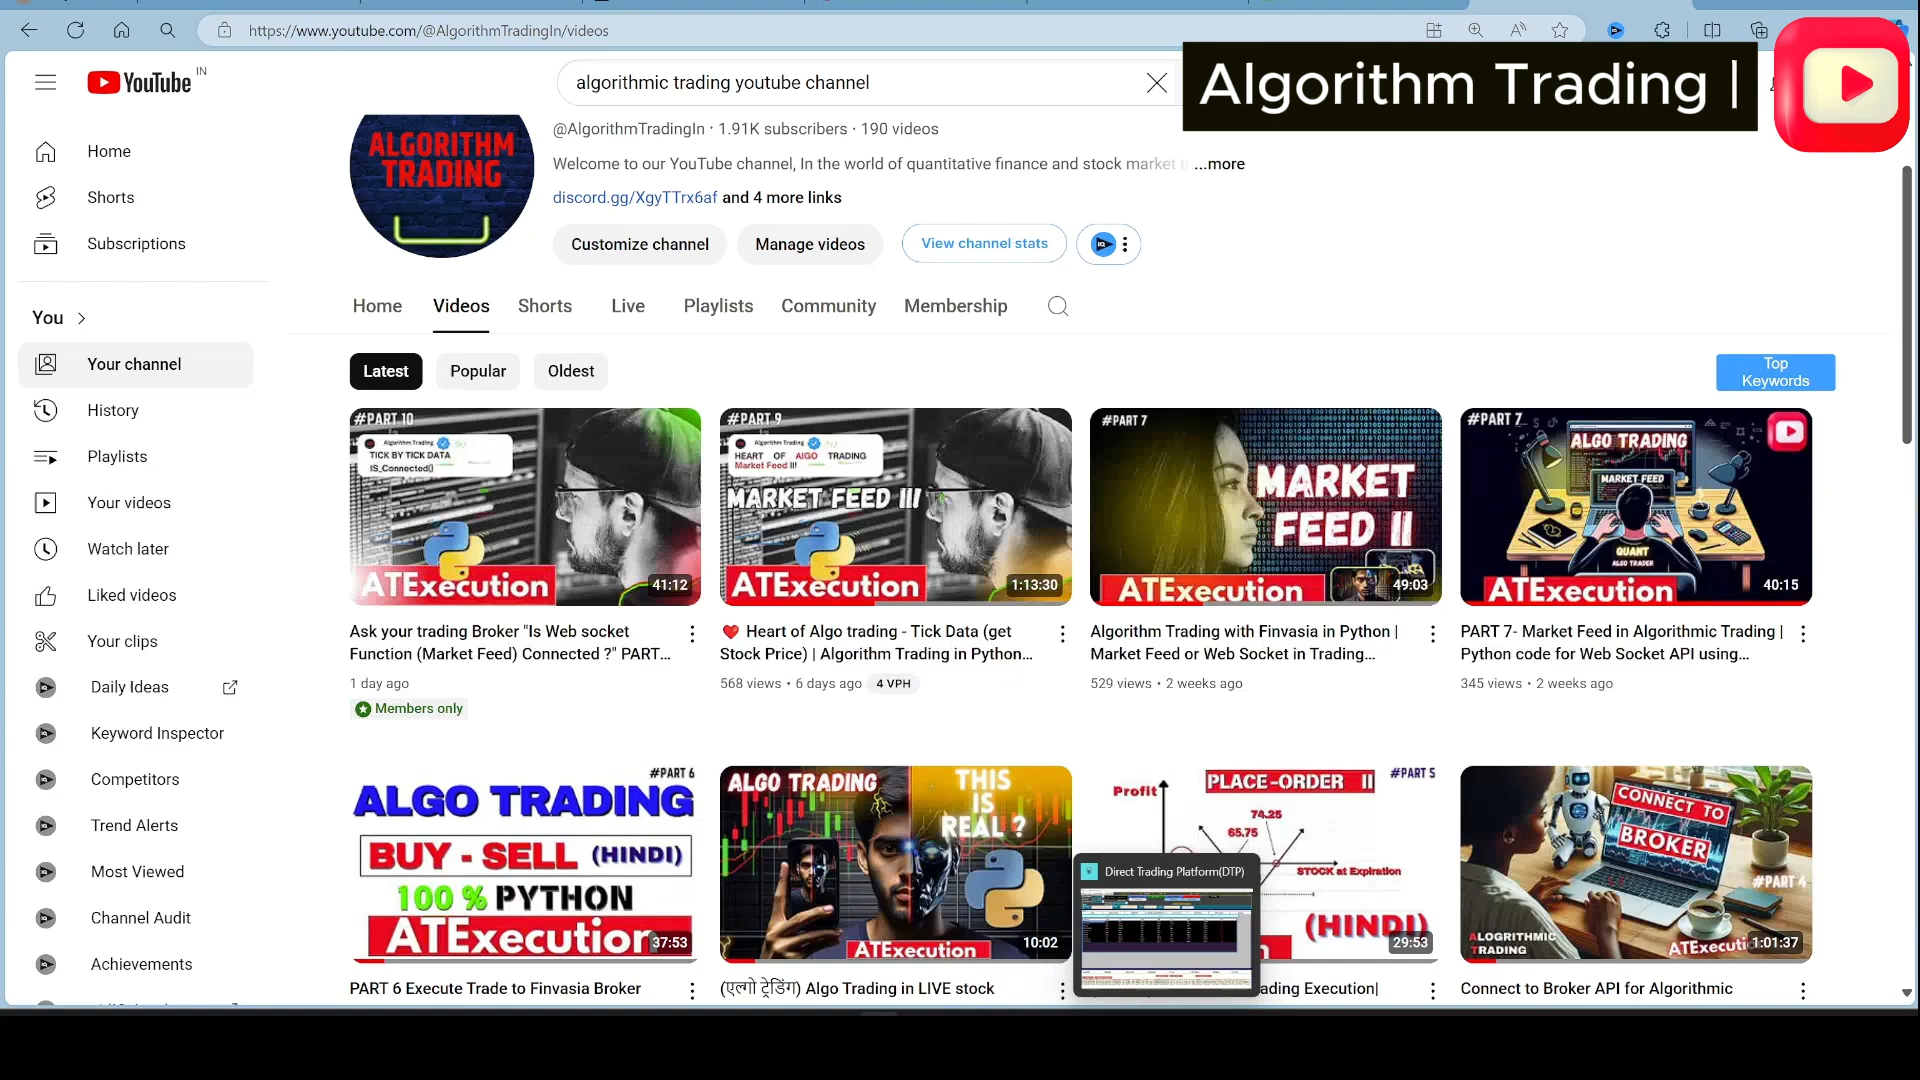 https://www.youtube.com/@AlgorithmTradingIn/videos
YouTube IN
algorithmic trading youtube channel
Algorithm Trading |
Home
Shorts
Subscriptions
You
Your channel
History
Playlists
Your videos
Watch later
Liked videos
Your clips
Daily Ideas
Keyword Inspector
Competitors
Trend Alerts
Most Viewed
Channel Audit
Achievements
ALGORITHM
TRADING
@AlgorithmTradingIn · 1.91K subscribers · 190 videos
Welcome to our YouTube channel, In the world of quantitative finance and stock market tr ...more
discord.gg/XgyTTrx6af and 4 more links
Customize channel
Manage videos
View channel stats
Home
Videos
Shorts
Live
Playlists
Community
Membership
Latest
Popular
Oldest
Top
Keywords
#PART 10
Algorithm Trading
TICK BY TICK DATA
IS_Connected()
ATExecution
41:12
Ask your trading Broker "Is Web socket
Function (Market Feed) Connected ?" PART...
1 day ago
Members only
#PART 9
Algorithm Trading
HEART OF ALGO TRADING
Market Feed II!
MARKET FEED III
ATExecution
1:13:30
Heart of Algo trading - Tick Data (get
Stock Price) | Algorithm Trading in Python...
568 views • 6 days ago 4 VPH
#PART 7
MARKET
FEED II
ATExecution
49:03
Algorithm Trading with Finvasia in Python |
Market Feed or Web Socket in Trading...
529 views • 2 weeks ago
#PART 7
ALGO TRADING
MARKET FEED
QUANT
ALGO TRADER
ATExecution
40:15
PART 7- Market Feed in Algorithmic Trading |
Python code for Web Socket API using...
345 views • 2 weeks ago
#PART 6
ALGO TRADING
BUY - SELL (HINDI)
100 % PYTHON
ATExecution
37:53
PART 6 Execute Trade to Finvasia Broker
ALGO TRADING
THIS
IS
REAL ?
ATExecution
10:02
(एल्गो ट्रेडिंग) Algo Trading in LIVE stock
PLACE-ORDER II
#PART 5
Profit
74.25
65.75
STOCK at Expiration
(HINDI)
29:53
ading Execution|
Direct Trading Platform(DTP)
CONNECT TO
BROKER
#PART 4
ALOGRITHMIC
TRADING
ATExecuti
1:01:37
Connect to Broker API for Algorithmic